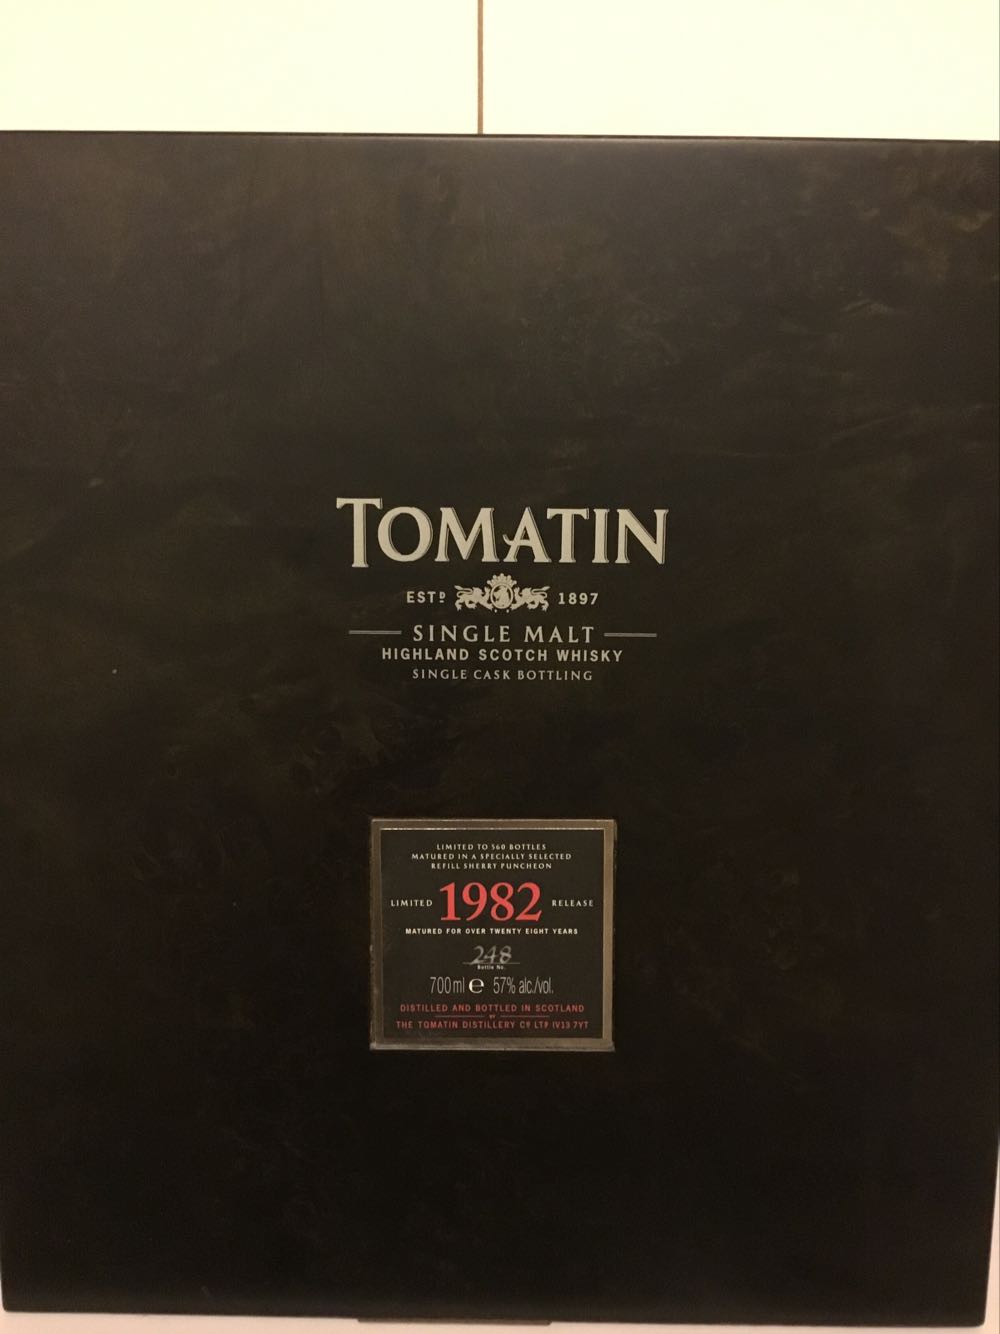 TOMATIN
ESTD 1897
SINGLE MALT
HIGHLAND SCOTCH WHISKY
SINGLE CASK BOTTLING
LIMITED TO 560 BOTTLES
MATURED IN A SPECIALLY SELECTED
REFILL SHERRY PUNCHEON
LIMITED 1982 RELEASE
MATURED FOR OVER TWENTY EIGHT YEARS
248
Bottle No.
700ml e 57% alc./vol.
DISTILLED AND BOTTLED IN SCOTLAND
BY
THE TOMATIN DISTILLERY CO LTD IV13 7YT